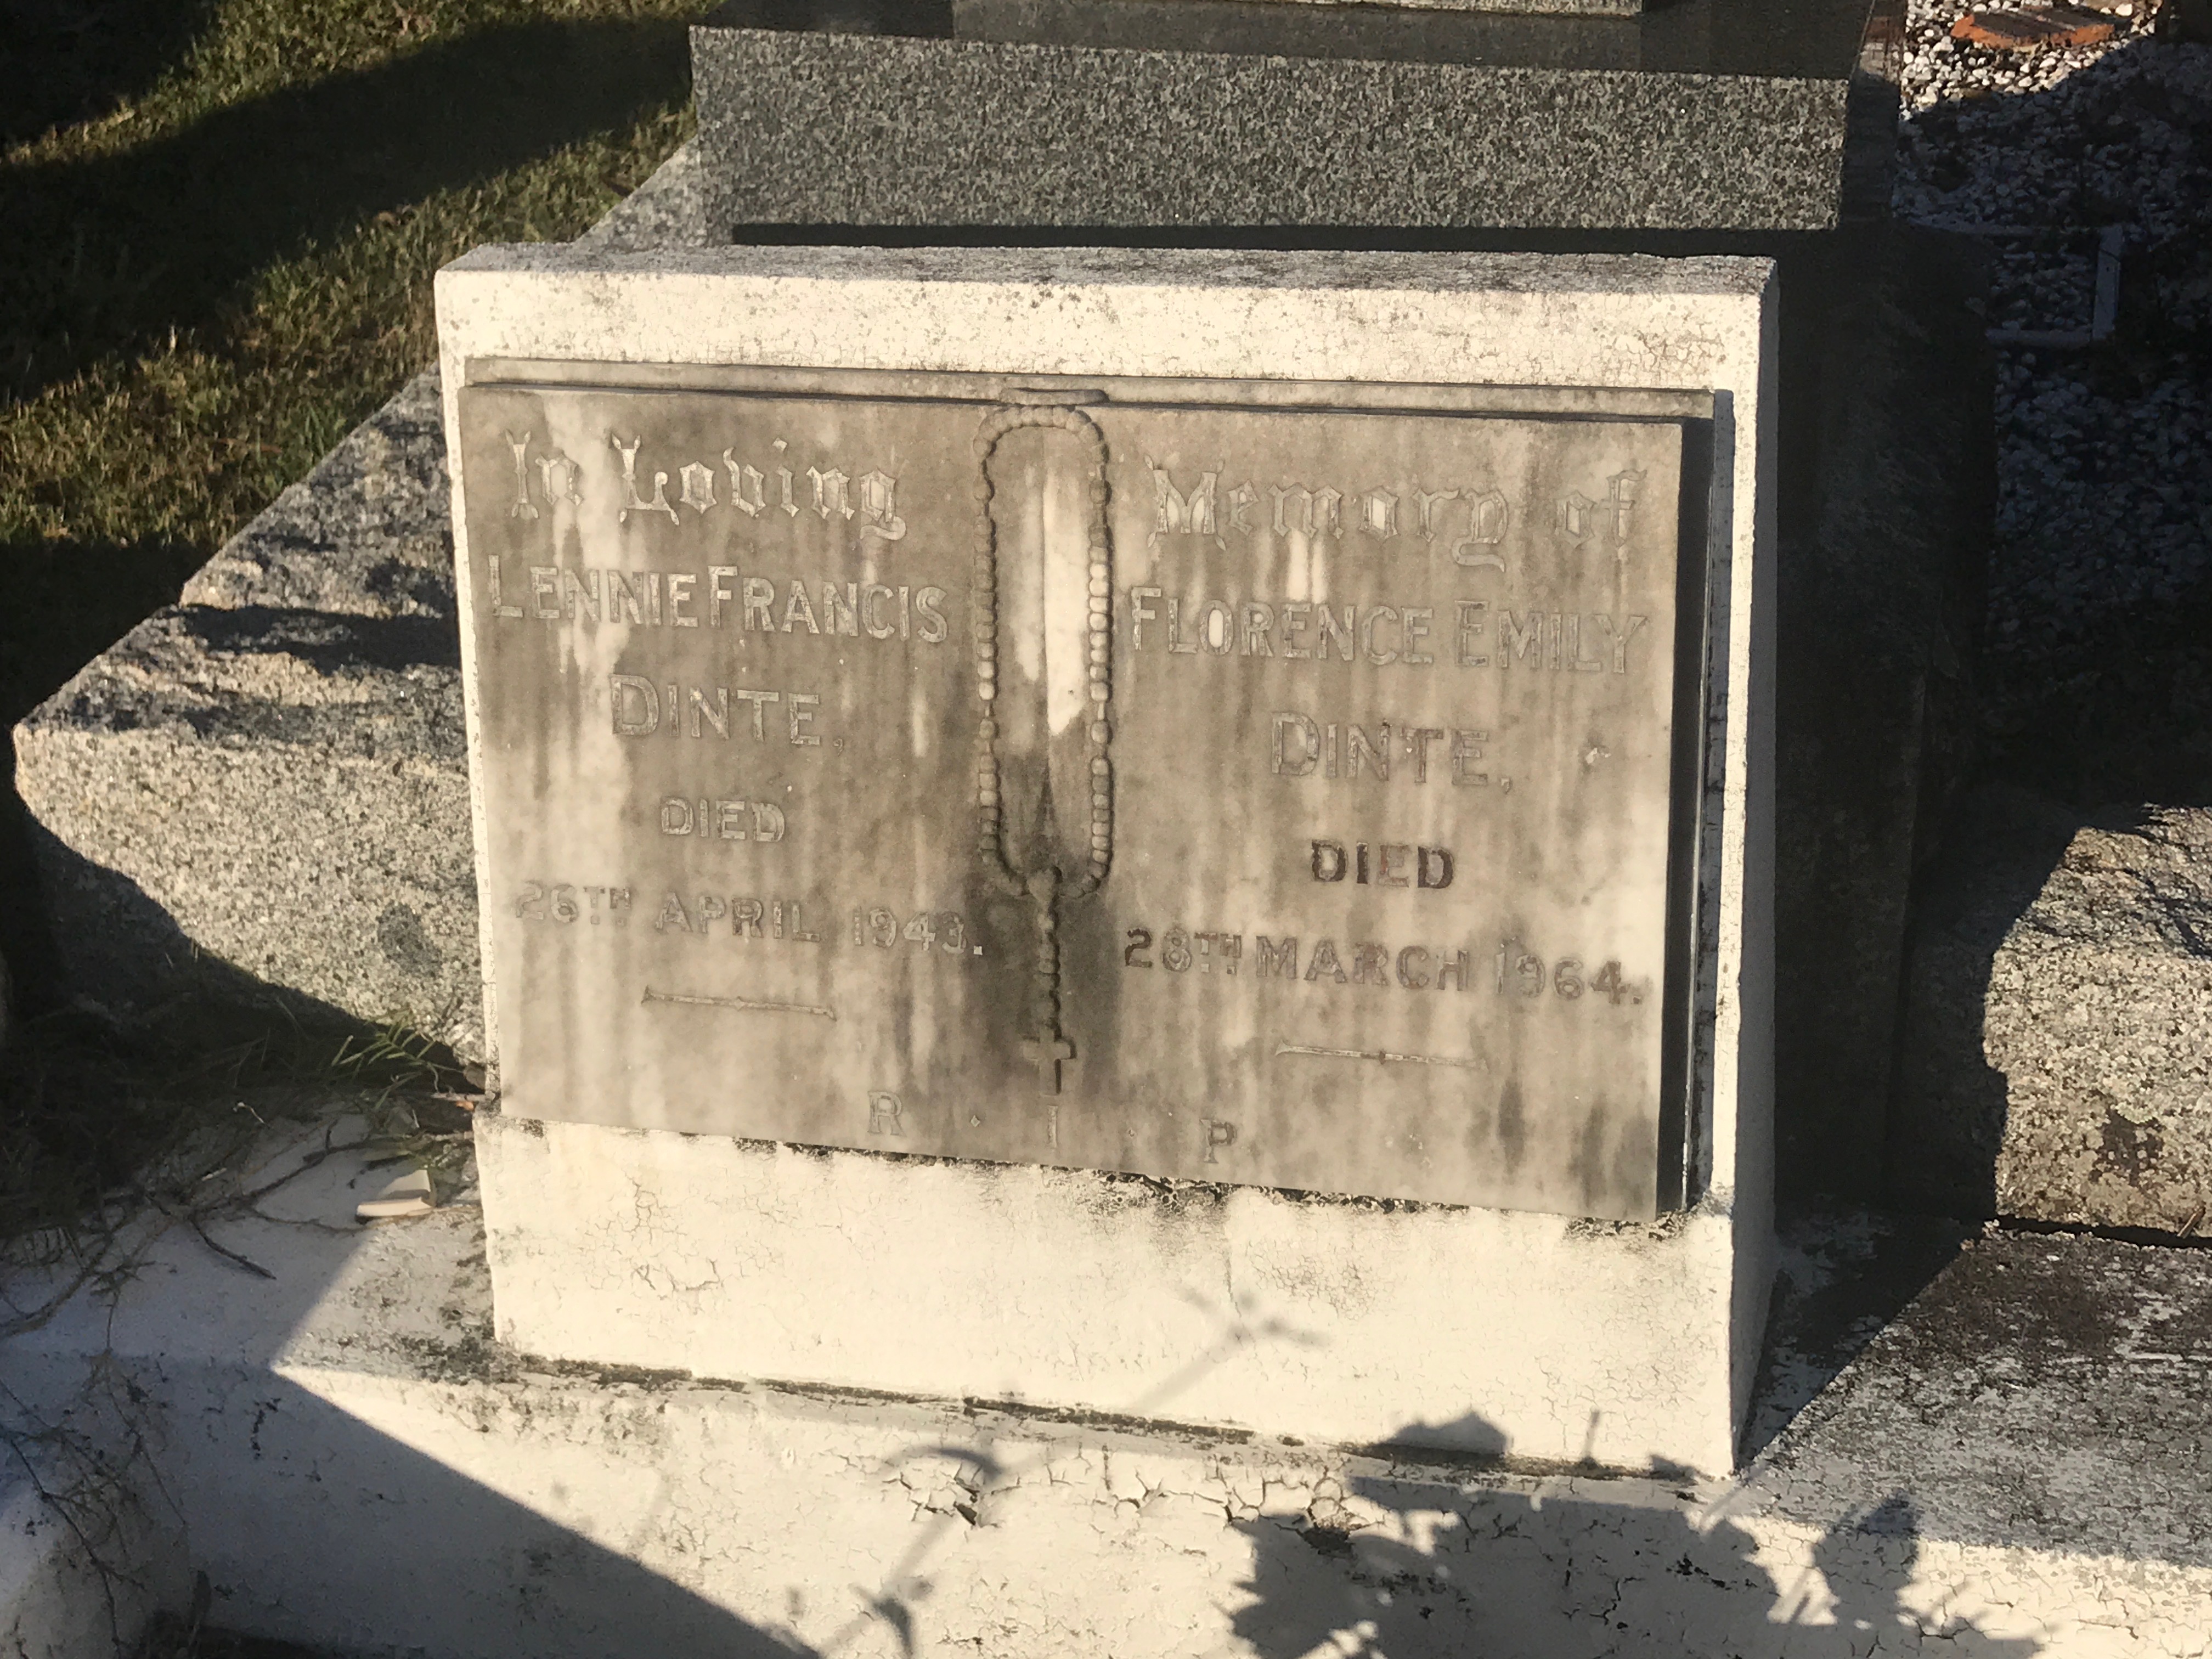 In Loving Memory of
LENNIE FRANCIS
DINTE,
DIED
26TH APRIL 1943.
FLORENCE EMILY
DINTE,
DIED
28TH MARCH 1964.
R · I · P